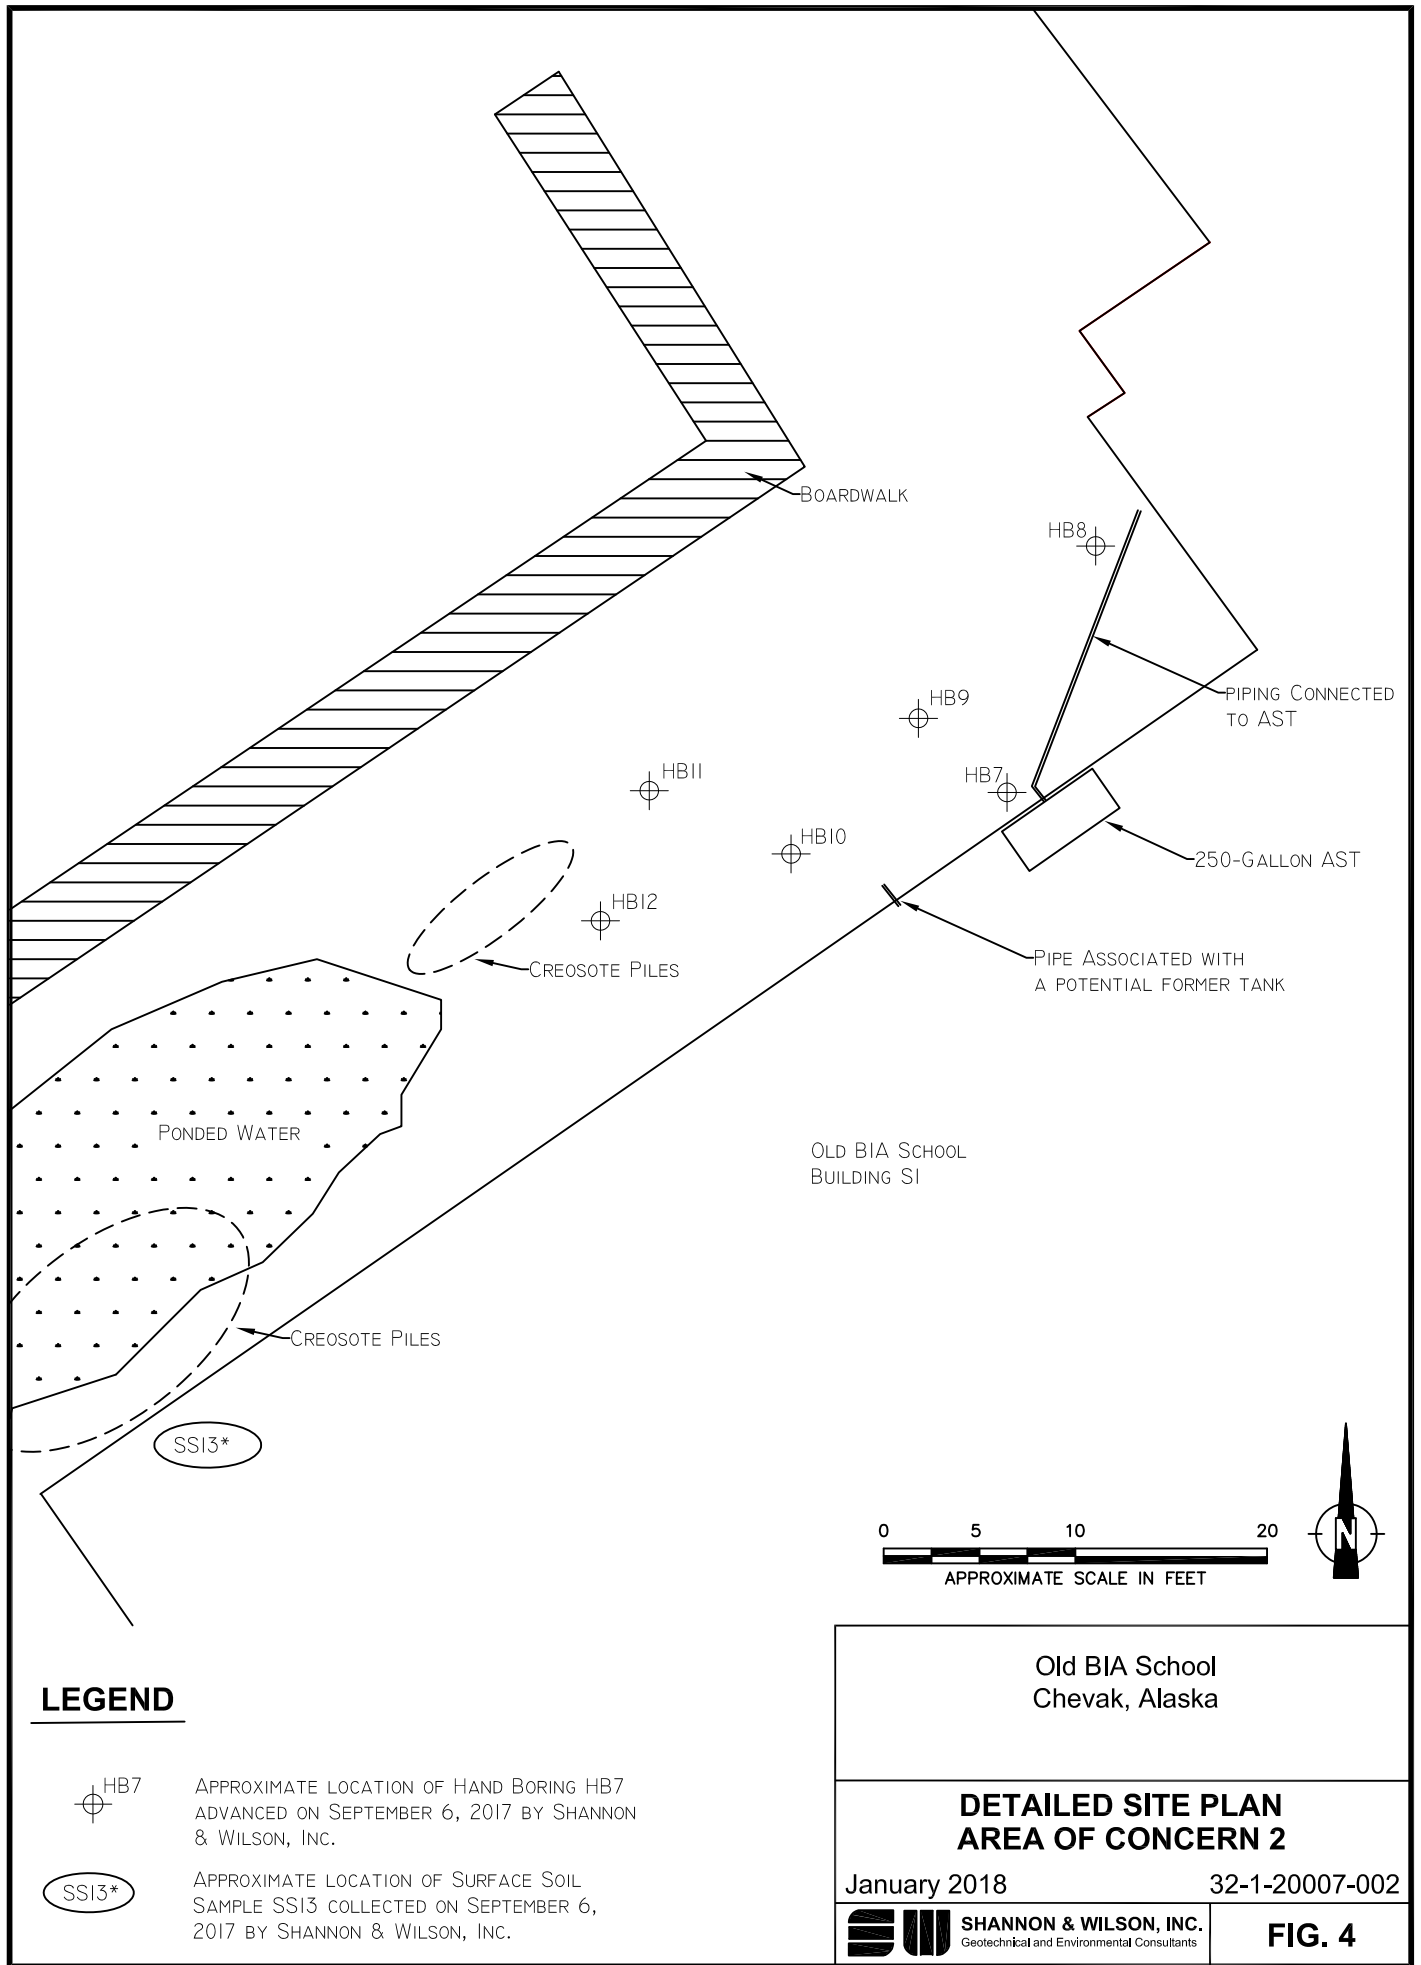 BOARDWALK
HB8
PIPING CONNECTED
TO AST
HB9
HB11
HB7
HB10
250-GALLON AST
HB12
CREOSOTE PILES
PIPE ASSOCIATED WITH
A POTENTIAL FORMER TANK
PONDED WATER
OLD BIA SCHOOL
BUILDING S1
CREOSOTE PILES
SS13*
0 5 10 20
APPROXIMATE SCALE IN FEET
N
LEGEND
HB7
APPROXIMATE LOCATION OF HAND BORING HB7
ADVANCED ON SEPTEMBER 6, 2017 BY SHANNON
& WILSON, INC.
SS13*
APPROXIMATE LOCATION OF SURFACE SOIL
SAMPLE SS13 COLLECTED ON SEPTEMBER 6,
2017 BY SHANNON & WILSON, INC.
Old BIA School
Chevak, Alaska
DETAILED SITE PLAN
AREA OF CONCERN 2
January 2018 32-1-20007-002
SHANNON & WILSON, INC.
Geotechnical and Environmental Consultants
FIG. 4